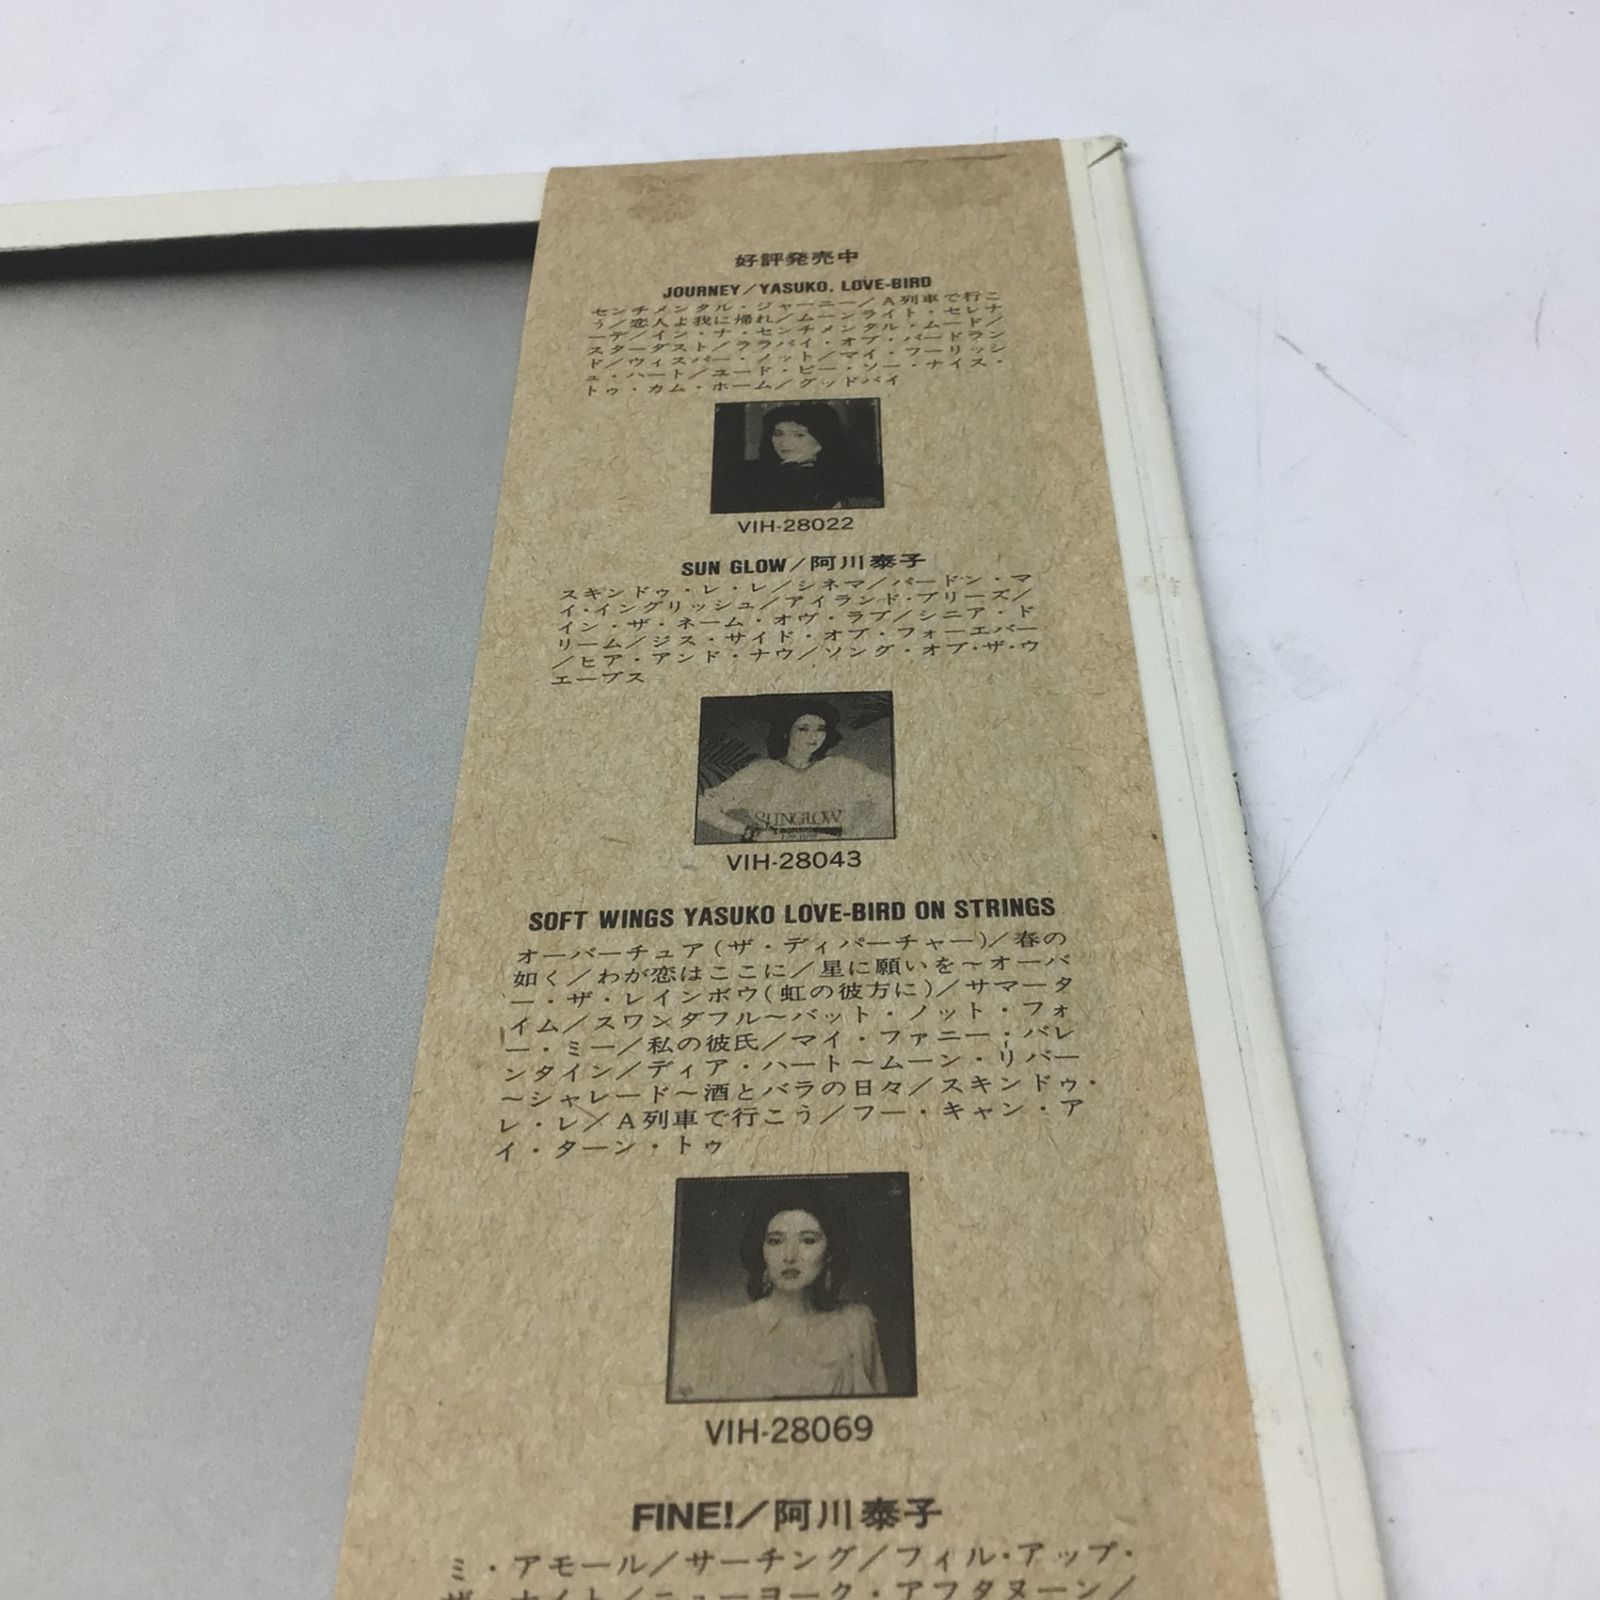 好評発売中
JOURNEY／YASUKO. LOVE-BIRD
センチメンタル・ジャーニー／A列車で行こ
う／恋人よ我に帰れ／ムーンライト・セレナ
ーデ／イン・ナ・センチメンタル・ムード／
スターダスト／ララバイ・オブ・バードラン
ド／ウィスパー・ノット／マイ・フーリッシ
ュ・ハート／ユード・ビー・ソー・ナイス・
トゥ・カム・ホーム／グッドバイ
VIH-28022
SUN GLOW／阿川泰子
スキンドゥ・レ・レ／シネマ／パードン・マ
イ・イングリッシュ／アイランド・ブリーズ／
イン・ザ・ネーム・オヴ・ラブ／シニア・ド
リーム／ジス・サイド・オブ・フォーエバー
／ヒア・アンド・ナウ／ソング・オブ・ザ・ウ
エーブス
SUNGLOW
VIH-28043
SOFT WINGS YASUKO LOVE-BIRD ON STRINGS
オーバーチュア(ザ・ディパーチャー)／春の
如く／わが恋はここに／星に願いを〜オーバ
ー・ザ・レインボウ(虹の彼方に)／サマータ
イム／スワンダフル〜バット・ノット・フォ
ー・ミー／私の彼氏／マイ・ファニー・バレ
ンタイン／ディア・ハート〜ムーン・リバー
〜シャレード〜酒とバラの日々／スキンドゥ・
レ・レ／A列車で行こう／フー・キャン・ア
イ・ターン・トゥ
VIH-28069
FINE!／阿川泰子
ミ・アモール／サーチング／フィル・アップ・
ザ・ナイト／ニューヨーク・アフタヌーン／